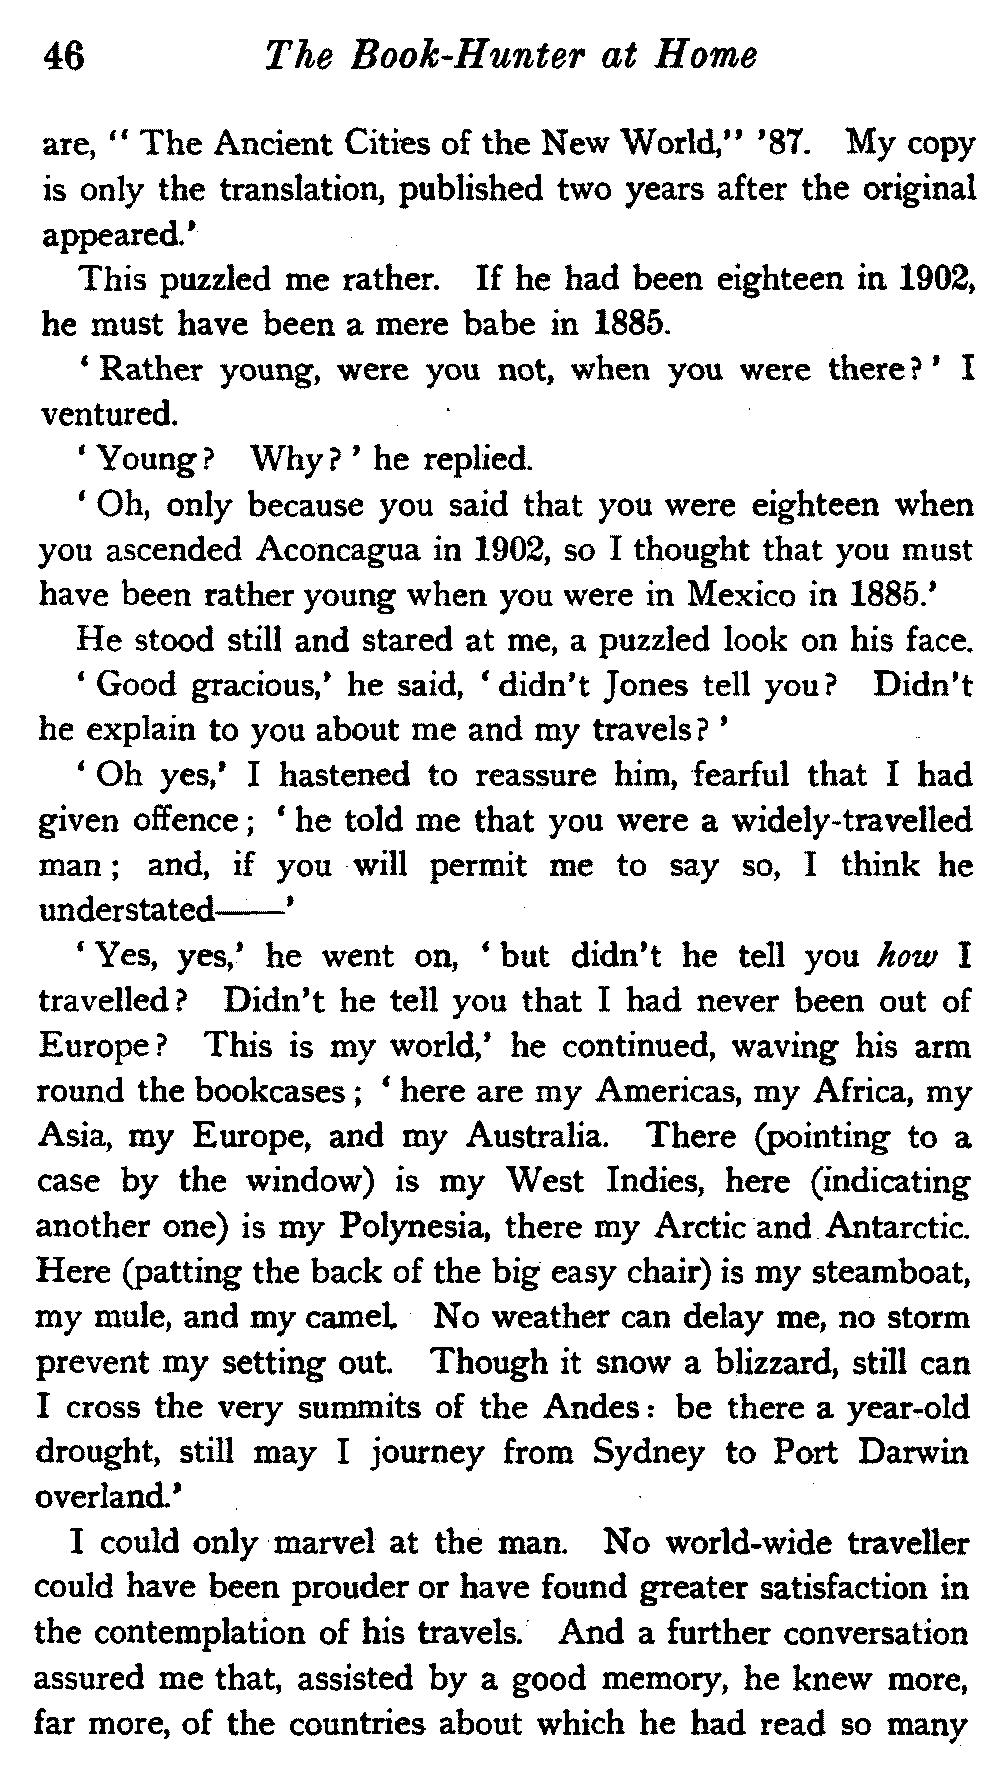 46 The Book-Hunter at Home
are, “ The Ancient Cities of the New World,” ’87. My copy
is only the translation, published two years after the original
appeared.’
This puzzled me rather. If he had been eighteen in 1902,
he must have been a mere babe in 1885.
‘ Rather young, were you not, when you were there ? ’ I
ventured.
‘ Young ? Why ? ’ he replied.
‘ Oh, only because you said that you were eighteen when
you ascended Aconcagua in 1902, so I thought that you must
have been rather young when you were in Mexico in 1885.’
He stood still and stared at me, a puzzled look on his face.
‘ Good gracious,’ he said, ‘ didn’t Jones tell you ? Didn’t
he explain to you about me and my travels ? ’
‘ Oh yes,’ I hastened to reassure him, fearful that I had
given offence ; ‘ he told me that you were a widely-travelled
man ; and, if you will permit me to say so, I think he
understated——’
‘ Yes, yes,’ he went on, ‘ but didn’t he tell you how I
travelled ? Didn’t he tell you that I had never been out of
Europe ? This is my world,’ he continued, waving his arm
round the bookcases ; ‘ here are my Americas, my Africa, my
Asia, my Europe, and my Australia. There (pointing to a
case by the window) is my West Indies, here (indicating
another one) is my Polynesia, there my Arctic and Antarctic.
Here (patting the back of the big easy chair) is my steamboat,
my mule, and my camel. No weather can delay me, no storm
prevent my setting out. Though it snow a blizzard, still can
I cross the very summits of the Andes : be there a year-old
drought, still may I journey from Sydney to Port Darwin
overland.’
I could only marvel at the man. No world-wide traveller
could have been prouder or have found greater satisfaction in
the contemplation of his travels. And a further conversation
assured me that, assisted by a good memory, he knew more,
far more, of the countries about which he had read so many